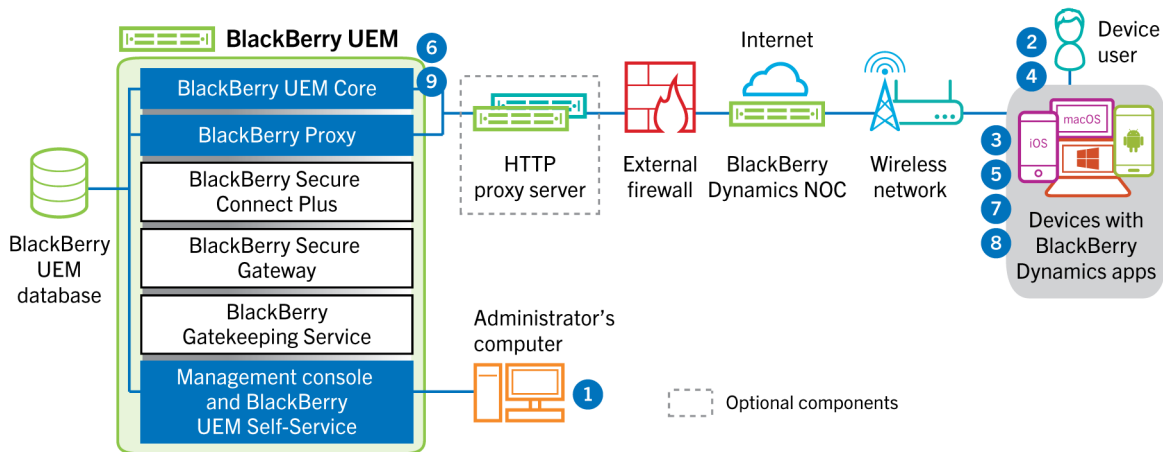 BlackBerry UEM
6
9
BlackBerry UEM Core
BlackBerry Proxy
BlackBerry Secure
Connect Plus
BlackBerry Secure
Gateway
BlackBerry
Gatekeeping Service
Management console
and BlackBerry
UEM Self-Service
BlackBerry
UEM
database
HTTP
proxy server
External
firewall
Internet
BlackBerry
Dynamics NOC
Wireless
network
2
4
Device
user
3
5
7
8
macOS
iOS
Devices with
BlackBerry
Dynamics apps
Administrator's
computer
1
Optional components